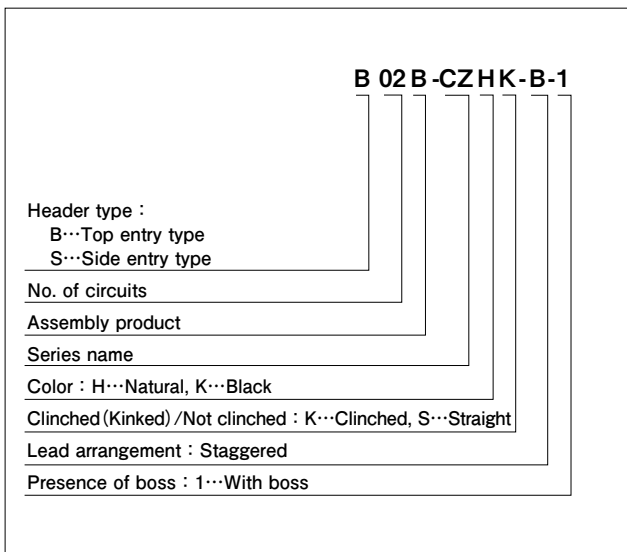 B 02 B -CZ H K - B - 1
Header type :
B…Top entry type
S…Side entry type
No. of circuits
Assembly product
Series name
Color : H…Natural, K…Black
Clinched (Kinked) /Not clinched : K…Clinched, S…Straight
Lead arrangement : Staggered
Presence of boss : 1…With boss